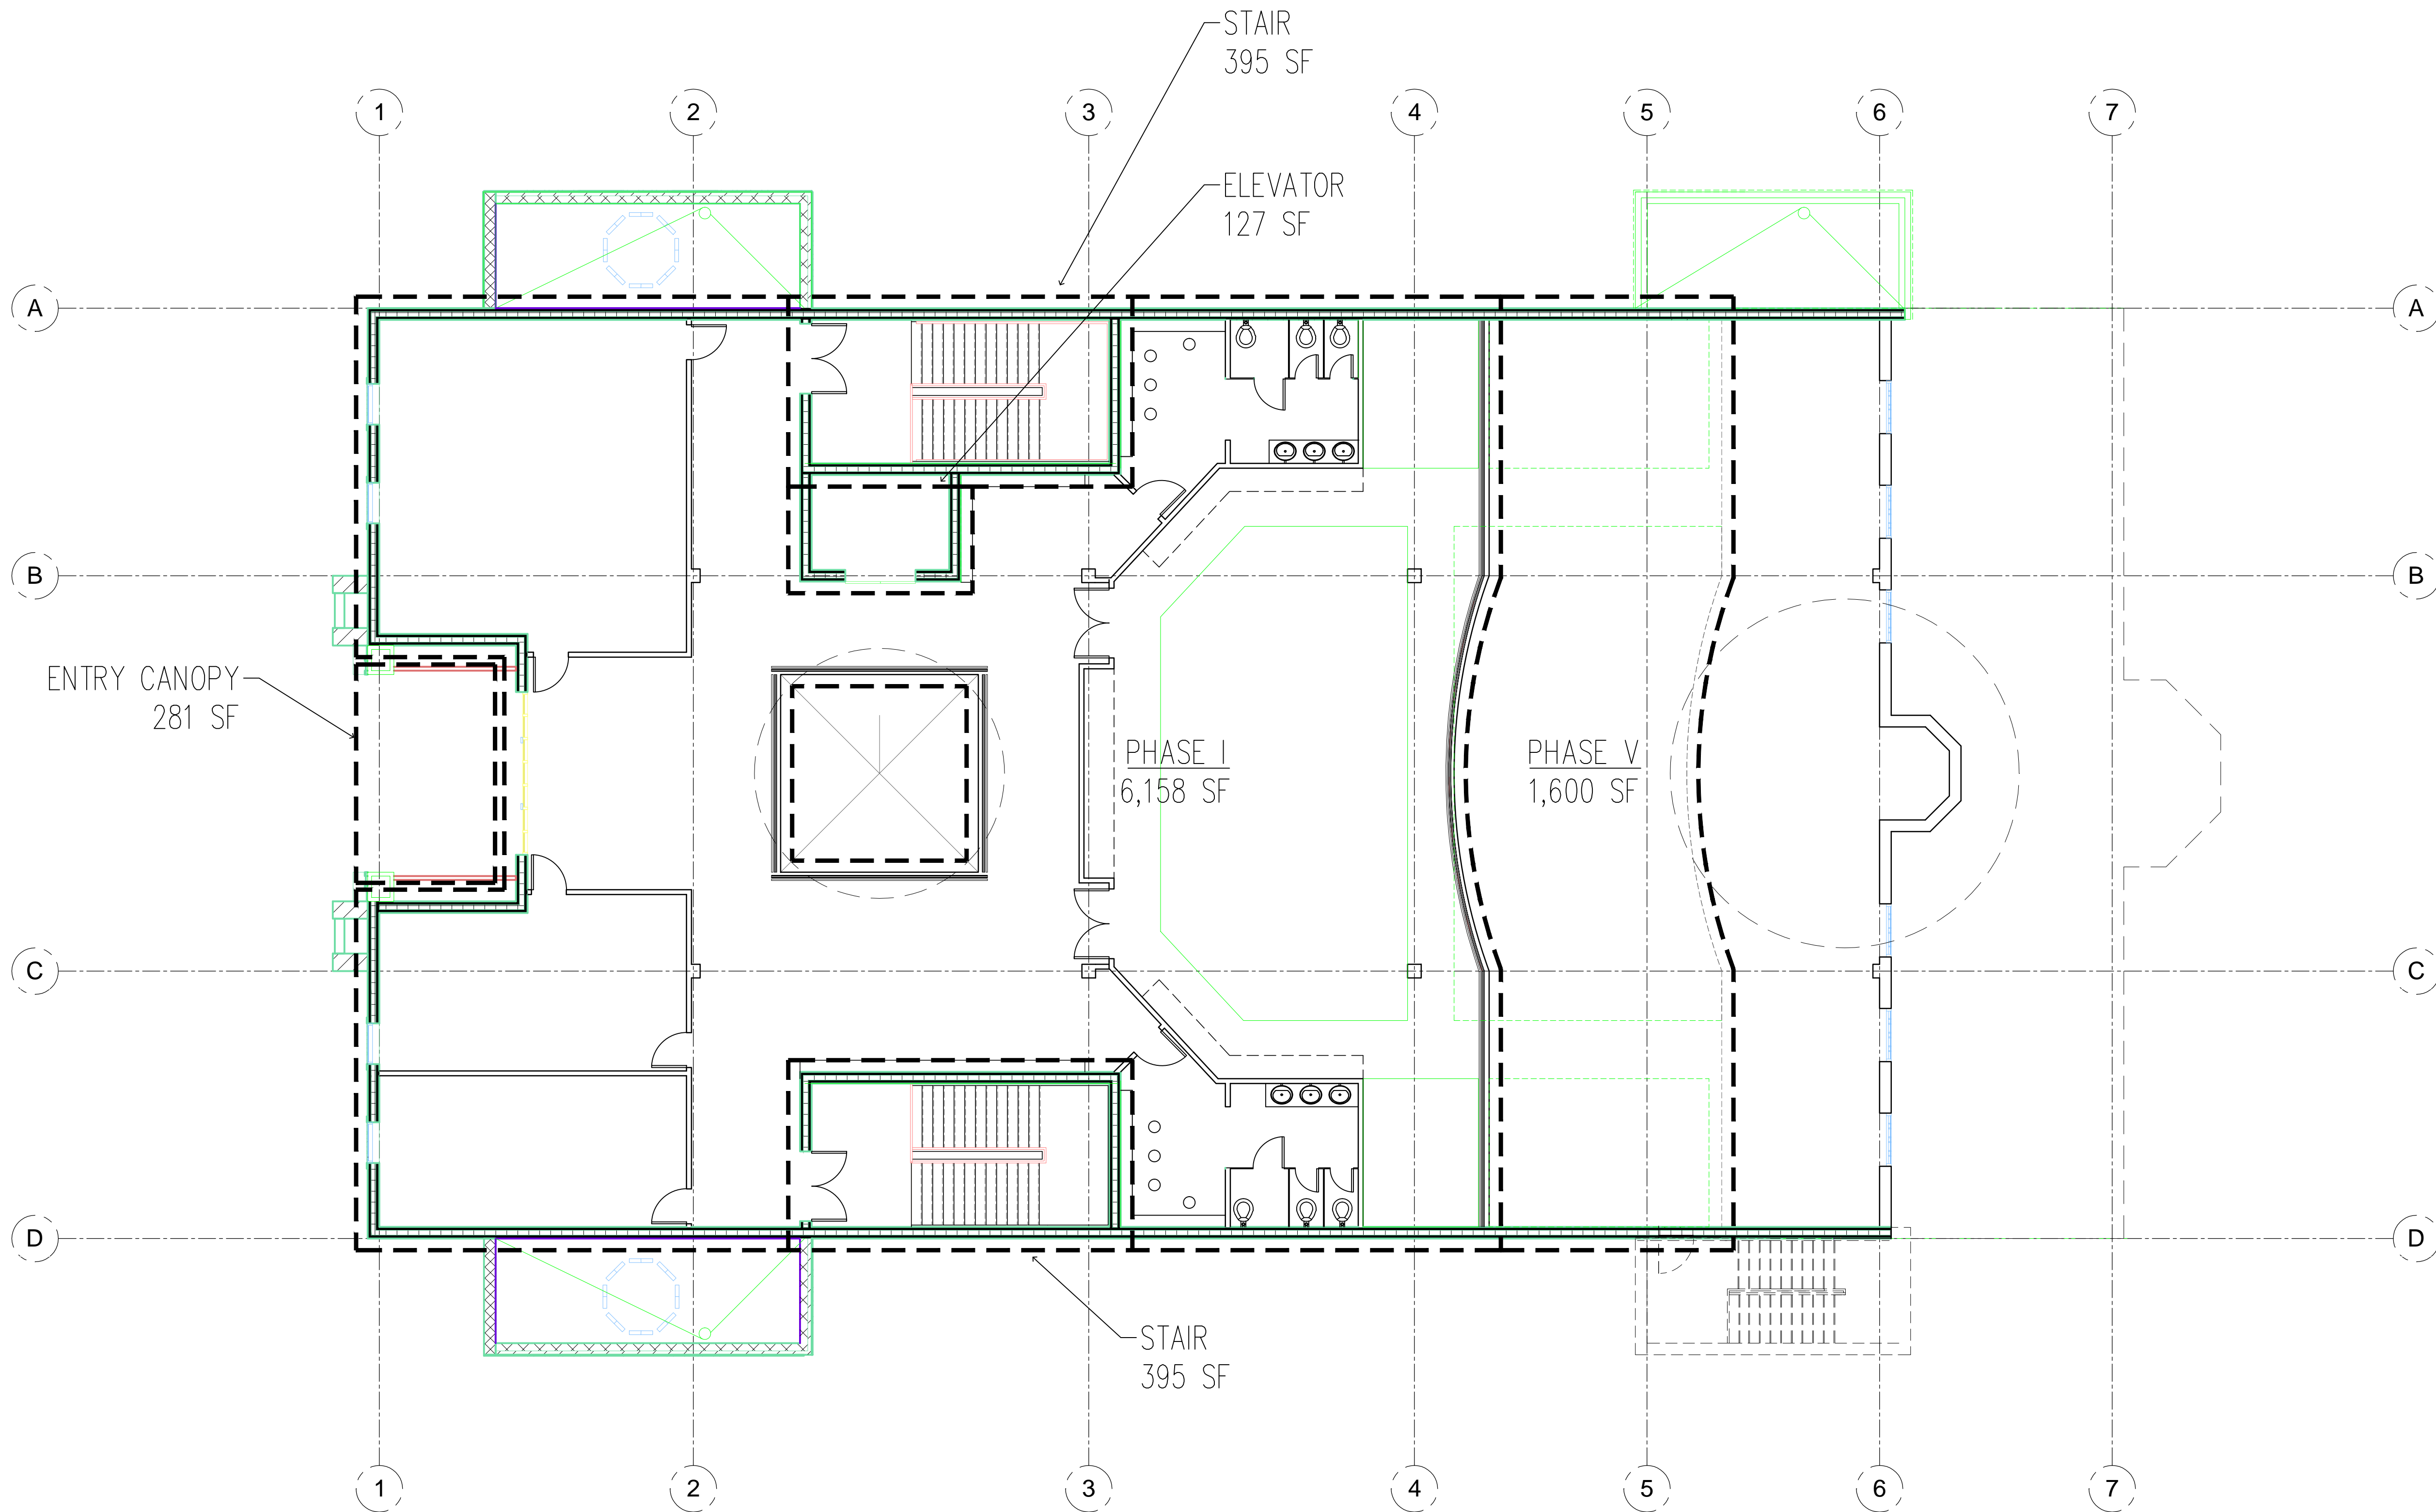 STAIR
395 SF
1
2
3
4
5
6
7
ELEVATOR
127 SF
A
A
B
B
ENTRY CANOPY
281 SF
PHASE I
6,158 SF
PHASE V
1,600 SF
C
C
D
D
STAIR
395 SF
1
2
3
4
5
6
7